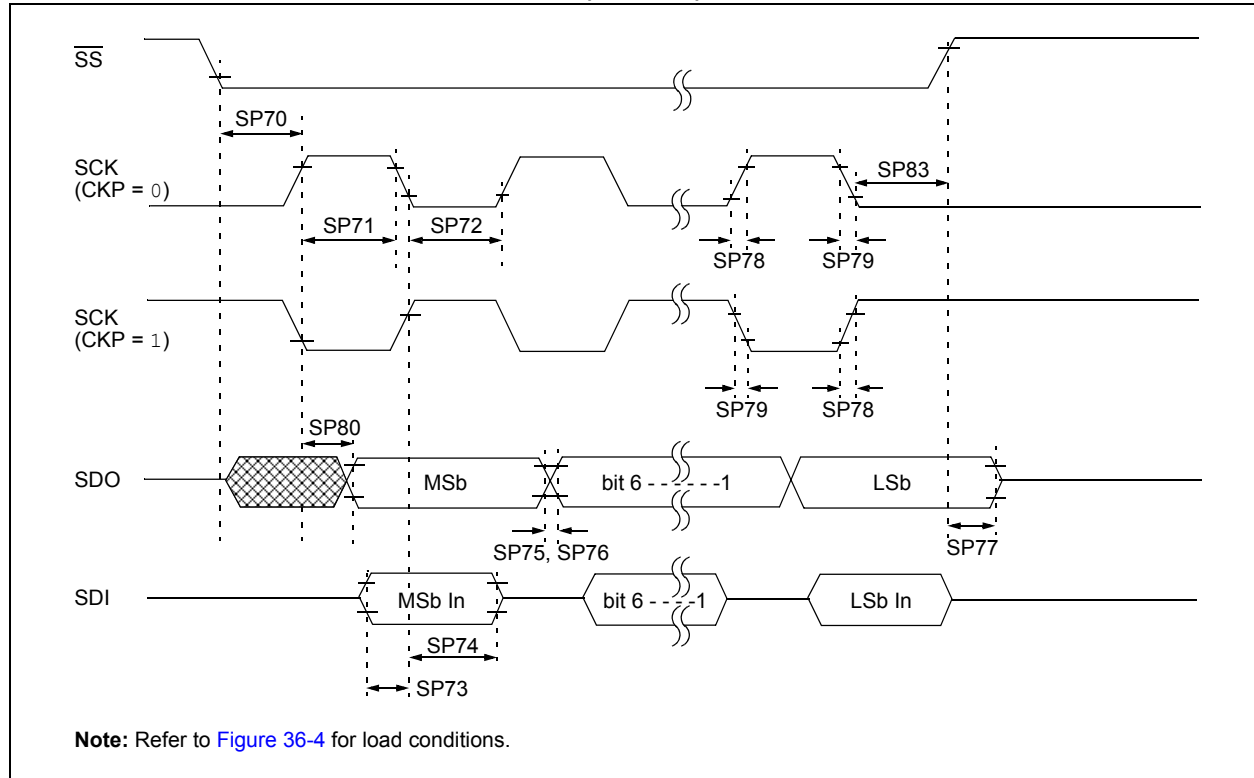 SS
SP70
SCK
(CKP = 0)
SP83
SP71
SP72
SP78
SP79
SCK
(CKP = 1)
SP79
SP78
SP80
SDO
MSb
bit 6 - - - - - -1
LSb
SP75, SP76
SP77
SDI
MSb In
bit 6 - - - -1
LSb In
SP74
SP73
Note: Refer to Figure 36-4 for load conditions.